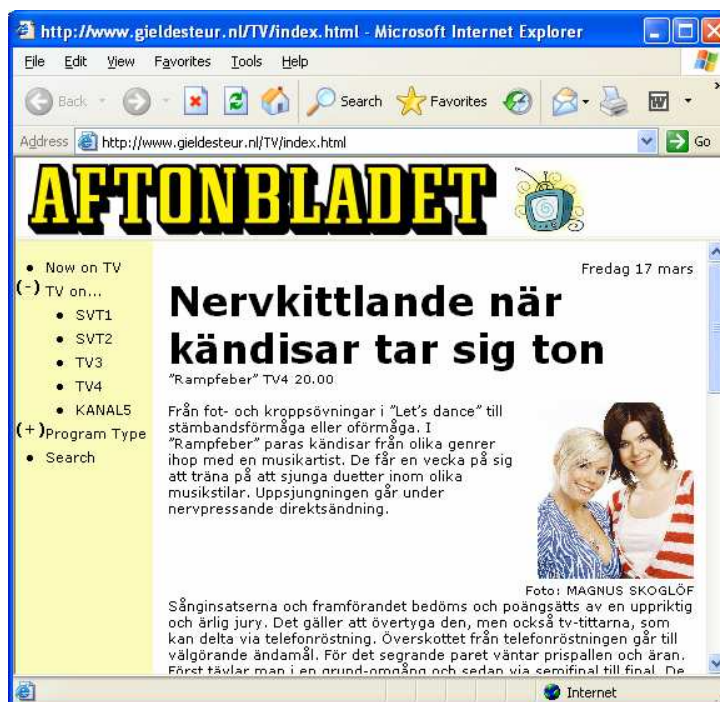 http://www.gieldesteur.nl/TV/index.html - Microsoft Internet Explorer
File Edit View Favorites Tools Help
Back Search Favorites
Address http://www.gieldesteur.nl/TV/index.html Go
AFTONBLADET
• Now on TV
(-) TV on...
• SVT1
• SVT2
• TV3
• TV4
• KANAL5
(+) Program Type
• Search
Fredag 17 mars
Nervkittlande när
kändisar tar sig ton
"Rampfeber" TV4 20.00
Från fot- och kroppsövningar i "Let's dance" till
stämbandsförmåga eller oförmåga. I
"Rampfeber" paras kändisar från olika genrer
ihop med en musikartist. De får en vecka på sig
att träna på att sjunga duetter inom olika
musikstilar. Uppsjungningen går under
nervpressande direktsändning.
Foto: MAGNUS SKOGLÖF
Sånginsatserna och framförandet bedöms och poängsätts av en uppriktig
och ärlig jury. Det gäller att övertyga den, men också tv-tittarna, som
kan delta via telefonröstning. Överskottet från telefonröstningen går till
välgörande ändamål. För det segrande paret väntar prispallen och äran.
Först tävlar man i en grund-omgång och sedan via semifinal till final. De
Internet